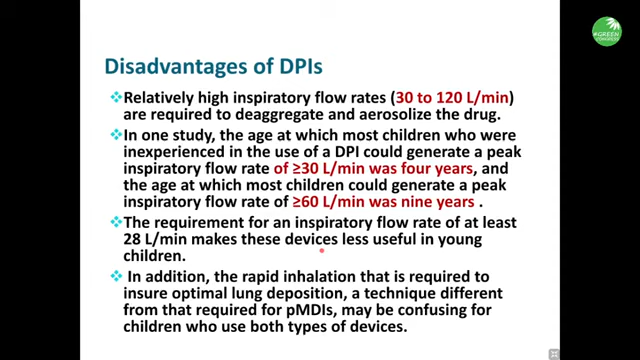 #GREEN
CONGRESS
Disadvantages of DPIs
Relatively high inspiratory flow rates (30 to 120 L/min)
are required to deaggregate and aerosolize the drug.
In one study, the age at which most children who were
inexperienced in the use of a DPI could generate a peak
inspiratory flow rate of ≥30 L/min was four years, and
the age at which most children could generate a peak
inspiratory flow rate of ≥60 L/min was nine years .
The requirement for an inspiratory flow rate of at least
28 L/min makes these devices less useful in young
children.
In addition, the rapid inhalation that is required to
insure optimal lung deposition, a technique different
from that required for pMDIs, may be confusing for
children who use both types of devices.